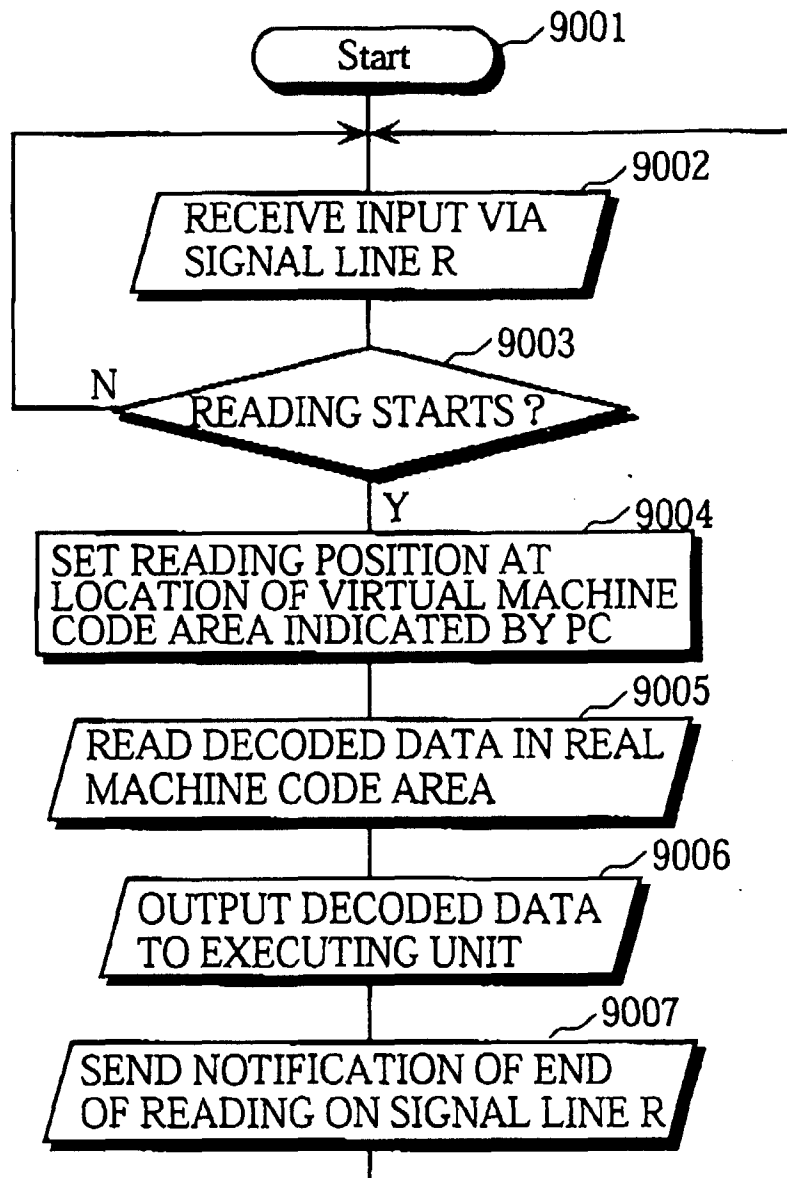 9001
Start
9002
RECEIVE INPUT VIA
SIGNAL LINE R
9003
N
READING STARTS ?
Y
9004
SET READING POSITION AT
LOCATION OF VIRTUAL MACHINE
CODE AREA INDICATED BY PC
9005
READ DECODED DATA IN REAL
MACHINE CODE AREA
9006
OUTPUT DECODED DATA
TO EXECUTING UNIT
9007
SEND NOTIFICATION OF END
OF READING ON SIGNAL LINE R